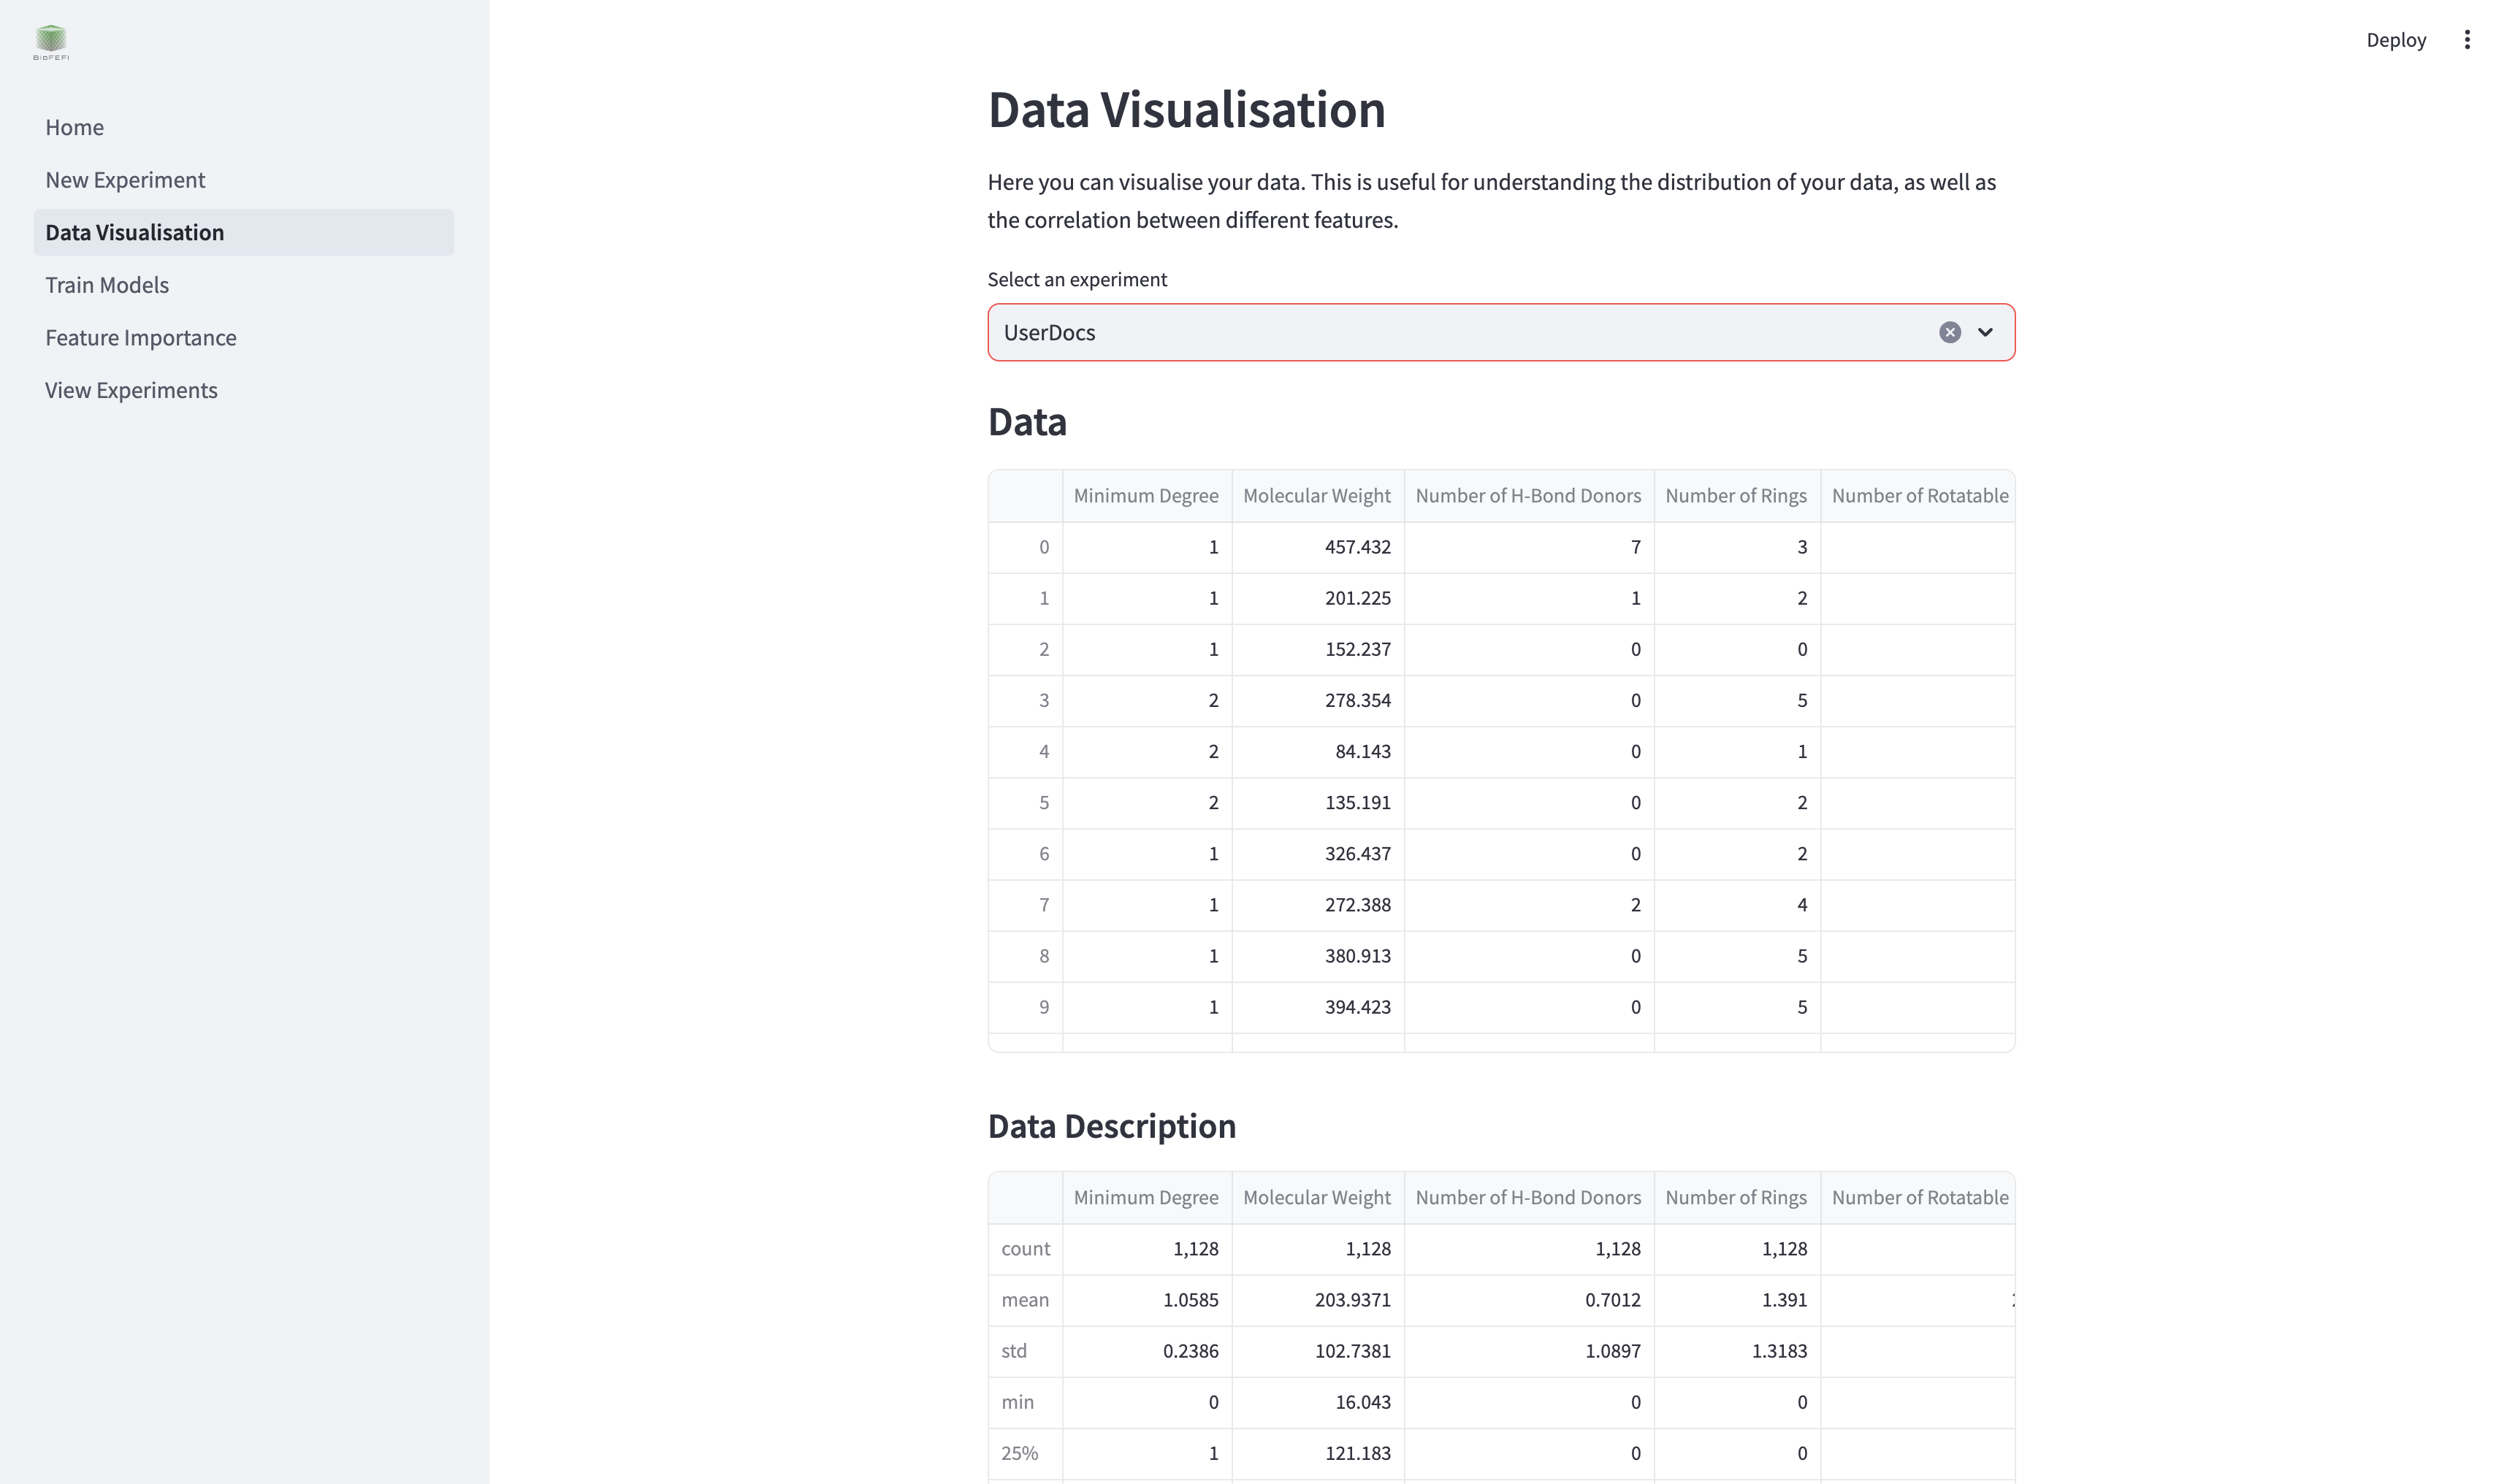 BioFEFI
Deploy
Home
New Experiment
Data Visualisation
Train Models
Feature Importance
View Experiments
Data Visualisation
Here you can visualise your data. This is useful for understanding the distribution of your data, as well as
the correlation between different features.
Select an experiment
UserDocs
Data
Minimum Degree Molecular Weight Number of H-Bond Donors Number of Rings Number of Rotatable
0 1 457.432 7 3
1 1 201.225 1 2
2 1 152.237 0 0
3 2 278.354 0 5
4 2 84.143 0 1
5 2 135.191 0 2
6 1 326.437 0 2
7 1 272.388 2 4
8 1 380.913 0 5
9 1 394.423 0 5
Data Description
Minimum Degree Molecular Weight Number of H-Bond Donors Number of Rings Number of Rotatable
count 1,128 1,128 1,128 1,128
mean 1.0585 203.9371 0.7012 1.391
std 0.2386 102.7381 1.0897 1.3183
min 0 16.043 0 0
25% 1 121.183 0 0